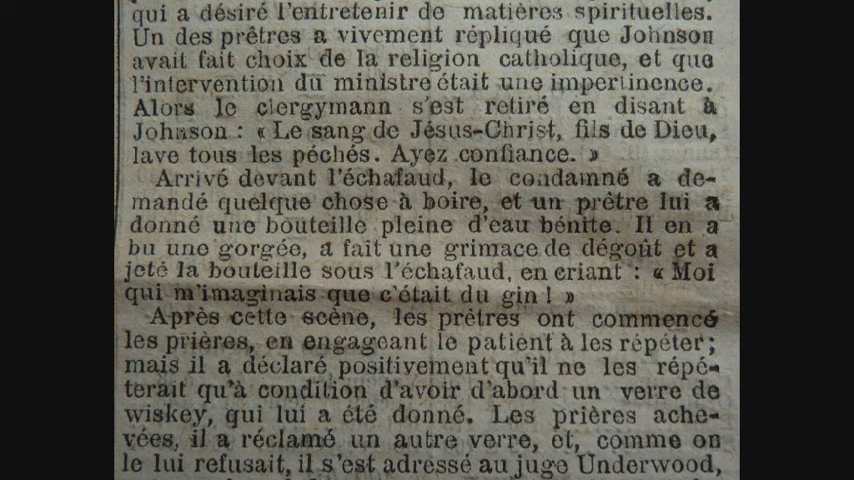 qui a désiré l'entretenir de matières spirituelles.
Un des prêtres a vivement répliqué que Johnson
avait fait choix de la religion catholique, et que
l'intervention du ministre était une impertinence.
Alors le clergymann s'est retiré en disant à
Johnson : « Le sang de Jésus-Christ, fils de Dieu,
lave tous les péchés. Ayez confiance. »
Arrivé devant l'échafaud, le condamné a de-
mandé quelque chose à boire, et un prêtre lui a
donné une bouteille pleine d'eau bénite. Il en a
bu une gorgée, a fait une grimace de dégoût et a
jeté la bouteille sous l'échafaud, en criant : « Moi
qui m'imaginais que c'était du gin ! »
Après cette scène, les prêtres ont commencé
les prières, en engageant le patient à les répéter;
mais il a déclaré positivement qu'il ne les répé-
terait qu'à condition d'avoir d'abord un verre de
wiskey, qui lui a été donné. Les prières ache-
vées, il a réclamé un autre verre, et, comme on
le lui refusait, il s'est adressé au juge Underwood,